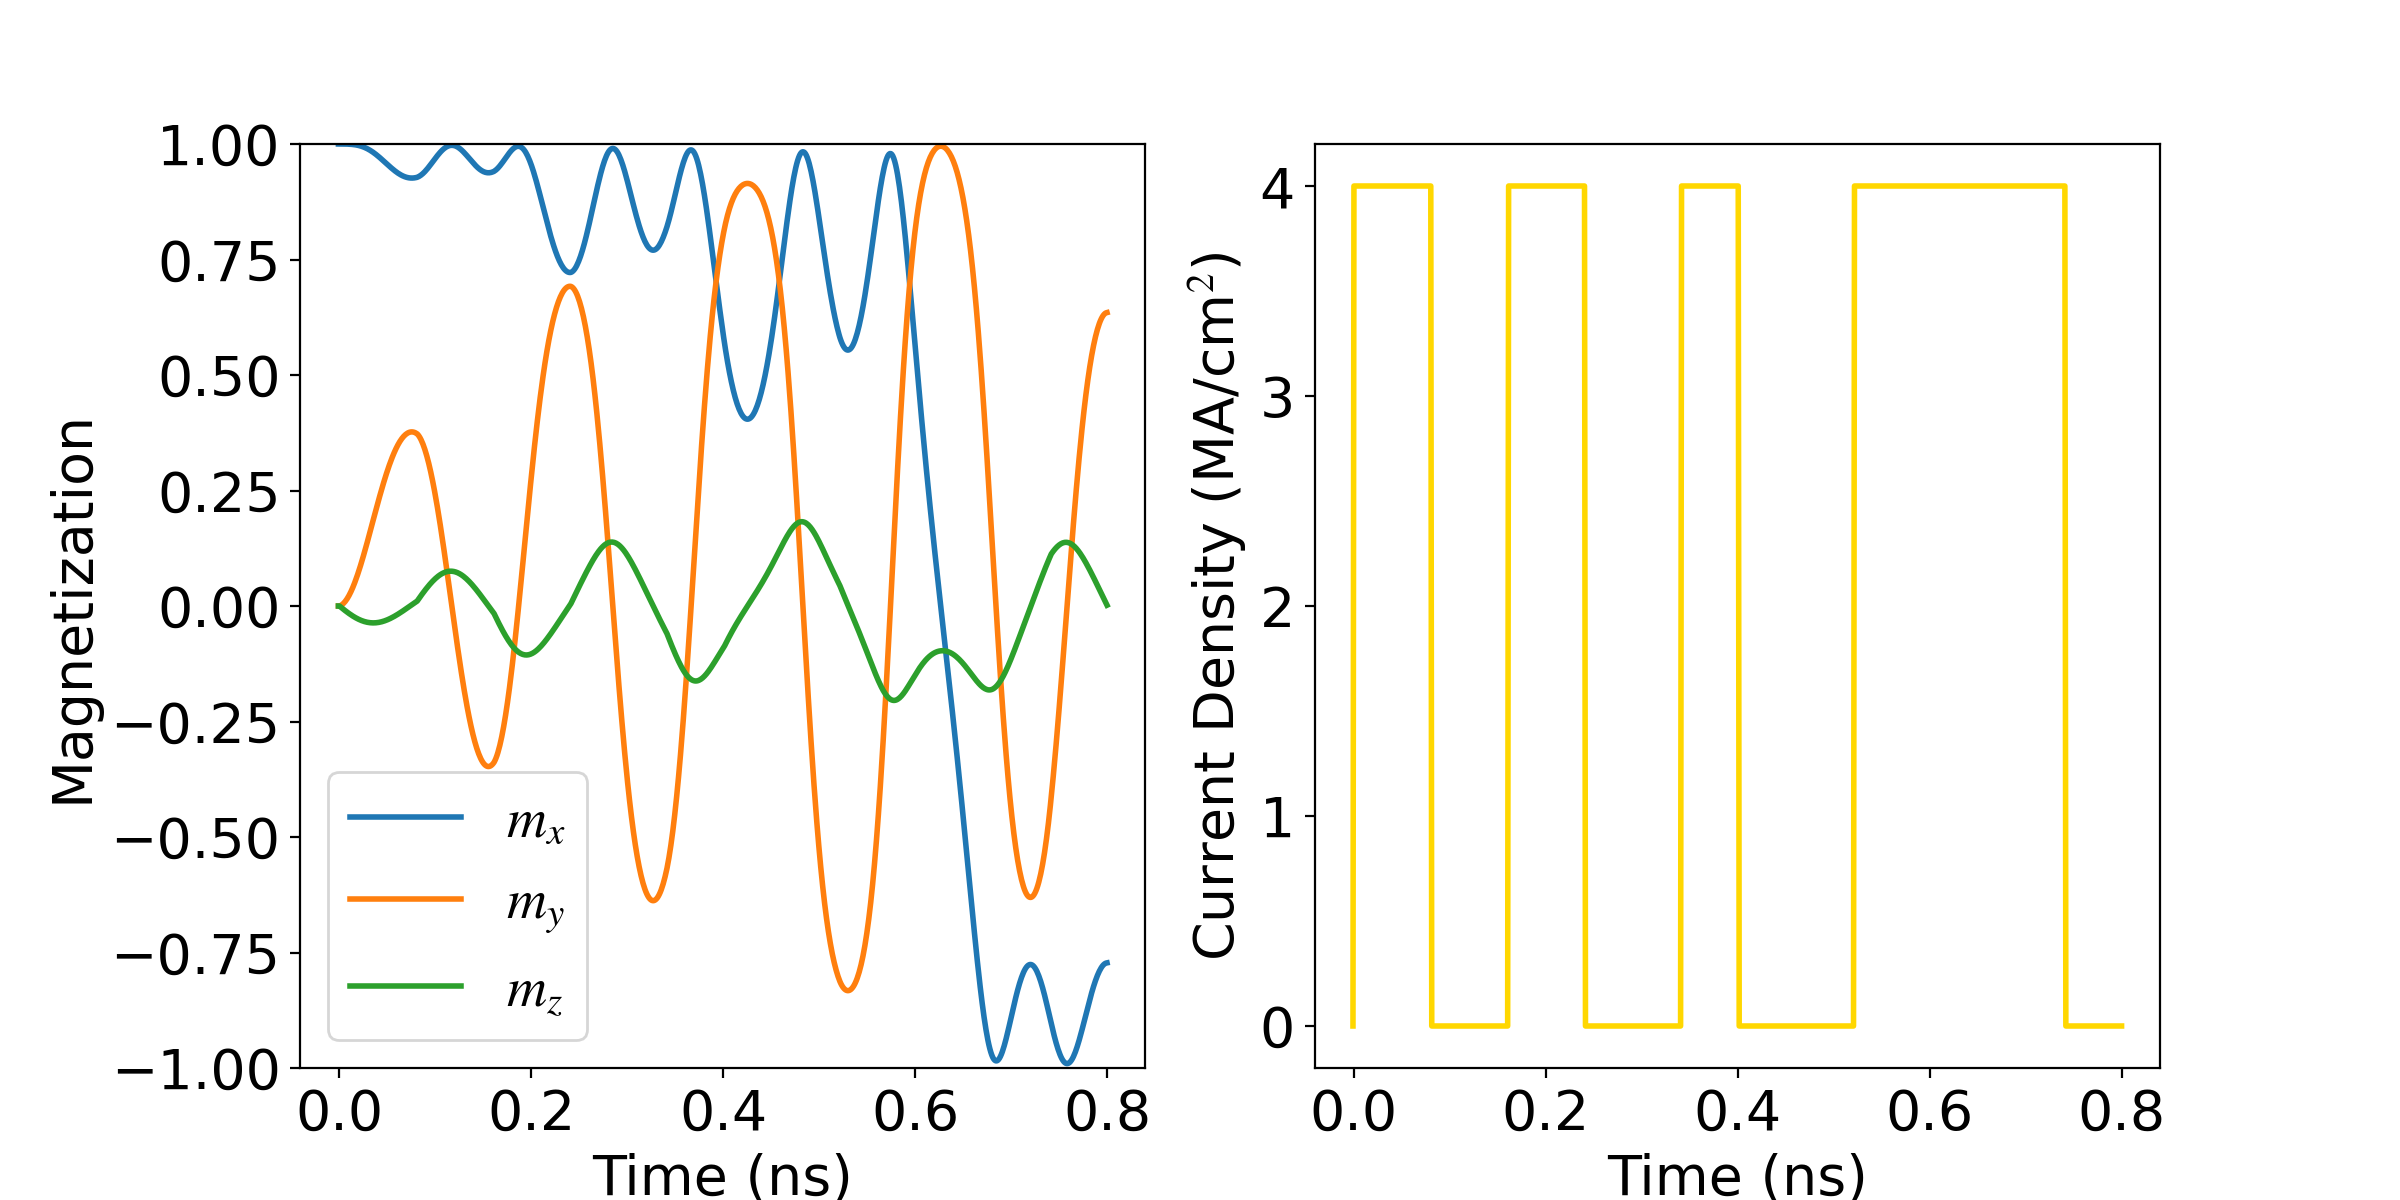 Magnetization
1.00
0.75
0.50
0.25
0.00
−0.25
−0.50
−0.75
−1.00
m_x
m_y
m_z
0.0 0.2 0.4 0.6 0.8
Time (ns)
Current Density (MA/cm²)
4
3
2
1
0
0.0 0.2 0.4 0.6 0.8
Time (ns)